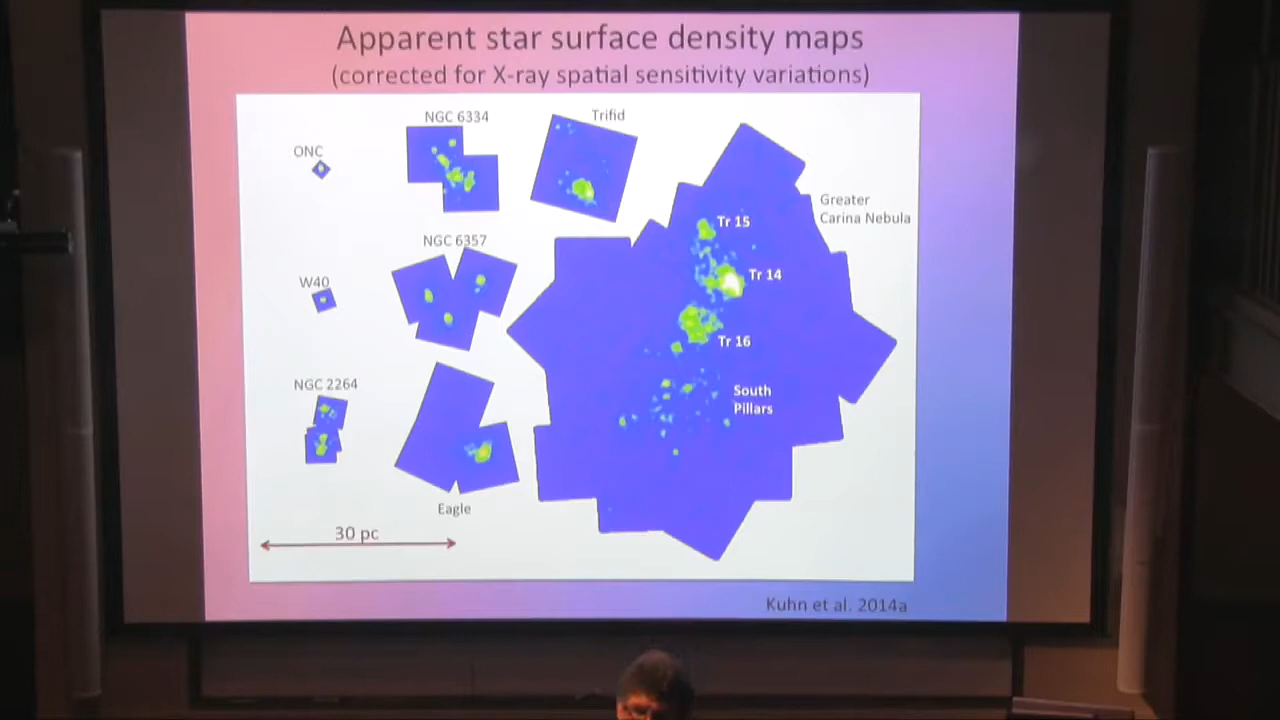 Apparent star surface density maps
(corrected for X-ray spatial sensitivity variations)
NGC 6334
Trifid
ONC
Greater
Carina Nebula
Tr 15
NGC 6357
Tr 14
W40
Tr 16
NGC 2264
South
Pillars
Eagle
30 pc
Kuhn et al. 2014a